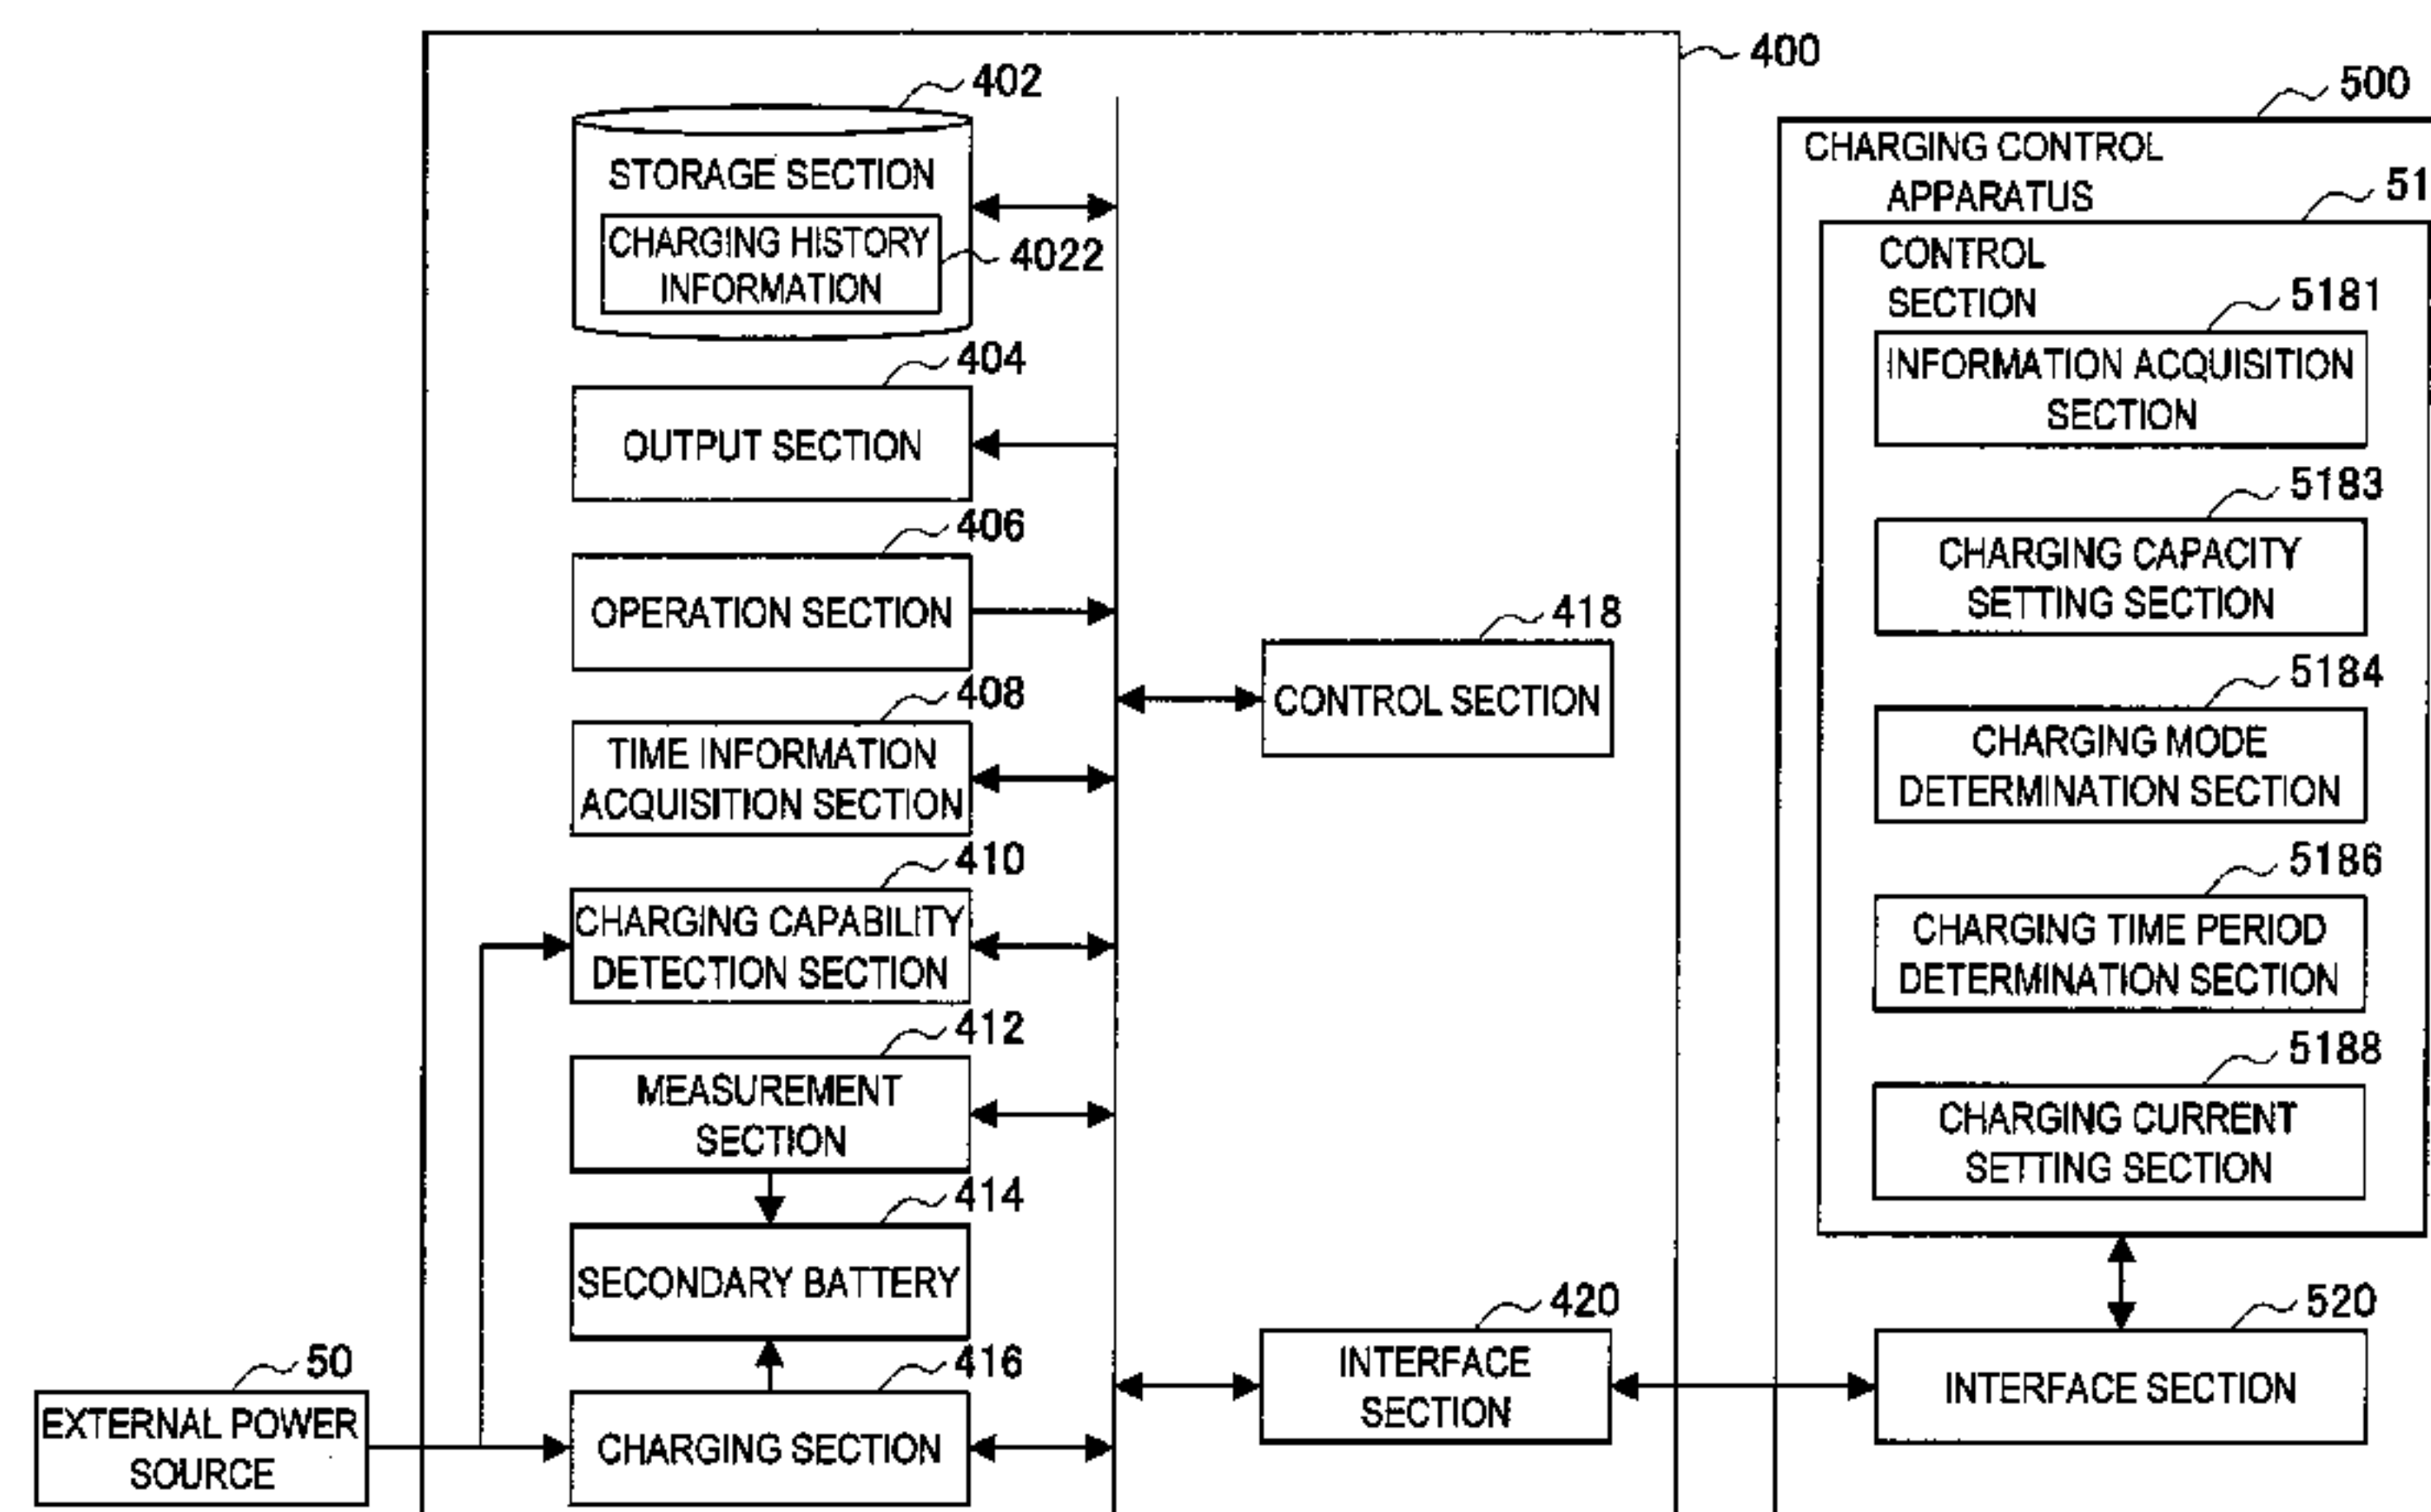 400
402
STORAGE SECTION
CHARGING HISTORY
INFORMATION
4022
404
OUTPUT SECTION
406
OPERATION SECTION
408
TIME INFORMATION
ACQUISITION SECTION
410
CHARGING CAPABILITY
DETECTION SECTION
412
MEASUREMENT
SECTION
414
SECONDARY BATTERY
416
CHARGING SECTION
50
EXTERNAL POWER
SOURCE
418
CONTROL SECTION
420
INTERFACE
SECTION
500
CHARGING CONTROL
APPARATUS
51
CONTROL
SECTION
5181
INFORMATION ACQUISITION
SECTION
5183
CHARGING CAPACITY
SETTING SECTION
5184
CHARGING MODE
DETERMINATION SECTION
5186
CHARGING TIME PERIOD
DETERMINATION SECTION
5188
CHARGING CURRENT
SETTING SECTION
520
INTERFACE SECTION